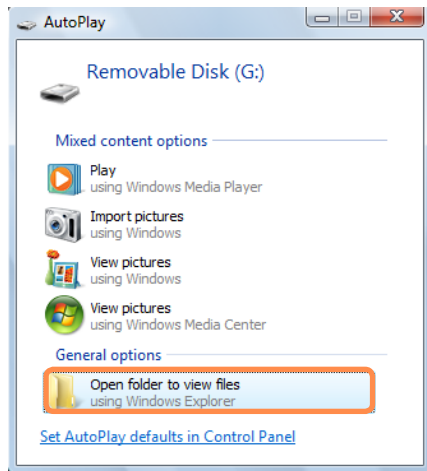 AutoPlay
Removable Disk (G:)
Mixed content options
Play
using Windows Media Player
Import pictures
using Windows
View pictures
using Windows
View pictures
using Windows Media Center
General options
Open folder to view files
using Windows Explorer
Set AutoPlay defaults in Control Panel